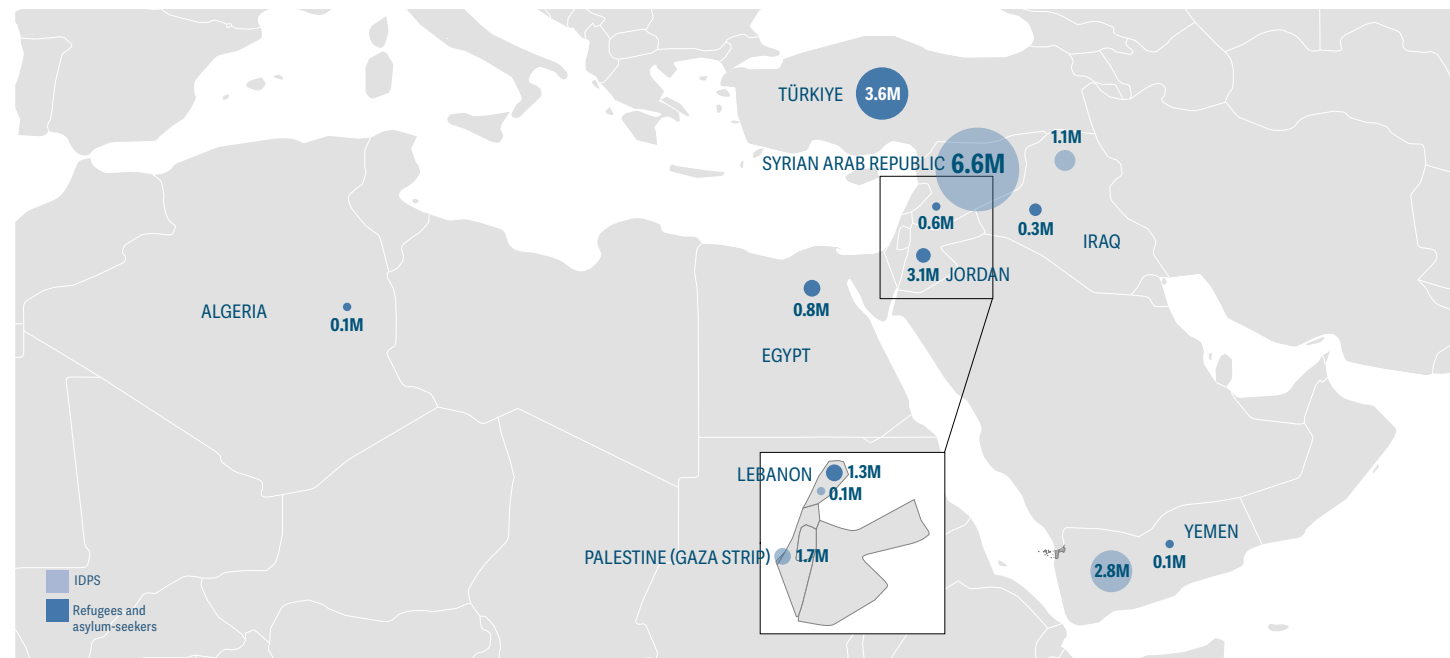 TÜRKIYE 3.6M
1.1M
SYRIAN ARAB REPUBLIC 6.6M
0.6M
0.3M
IRAQ
3.1M JORDAN
0.8M
ALGERIA
0.1M
EGYPT
LEBANON 1.3M
0.1M
PALESTINE (GAZA STRIP) 1.7M
YEMEN
0.1M
2.8M
IDPS
Refugees and
asylum-seekers